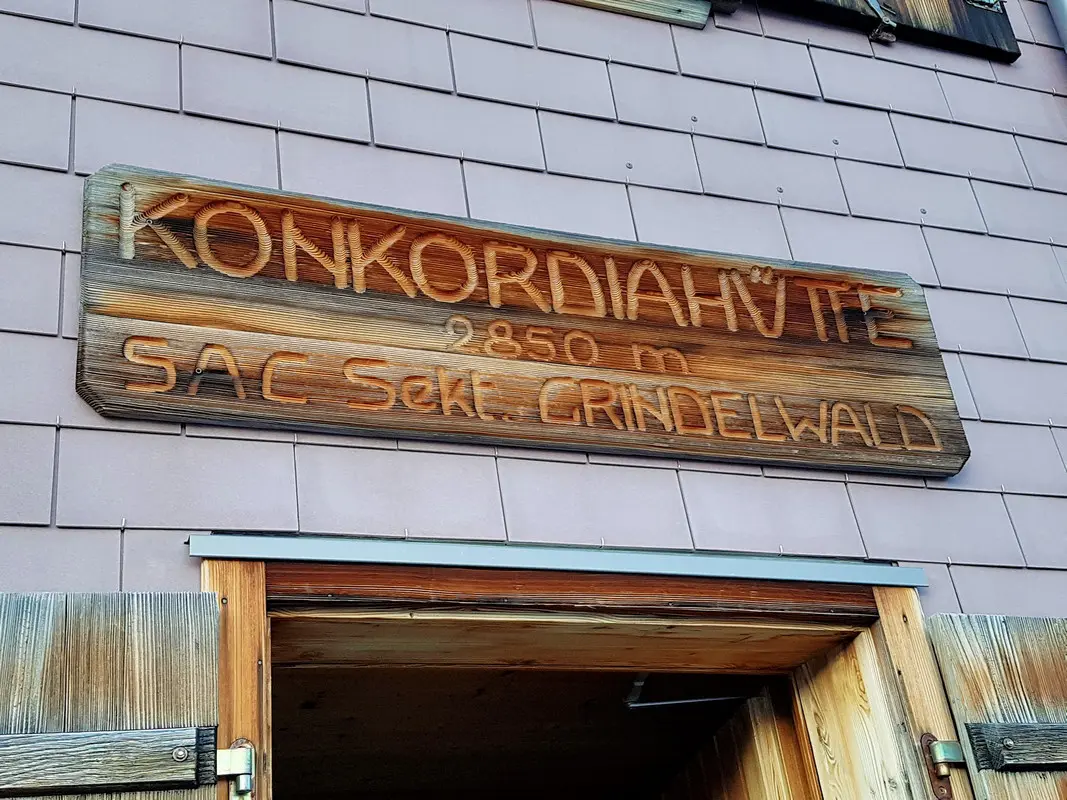 KONKORDIAHÜTTE
2850 m
SAC Sekt. GRINDELWALD